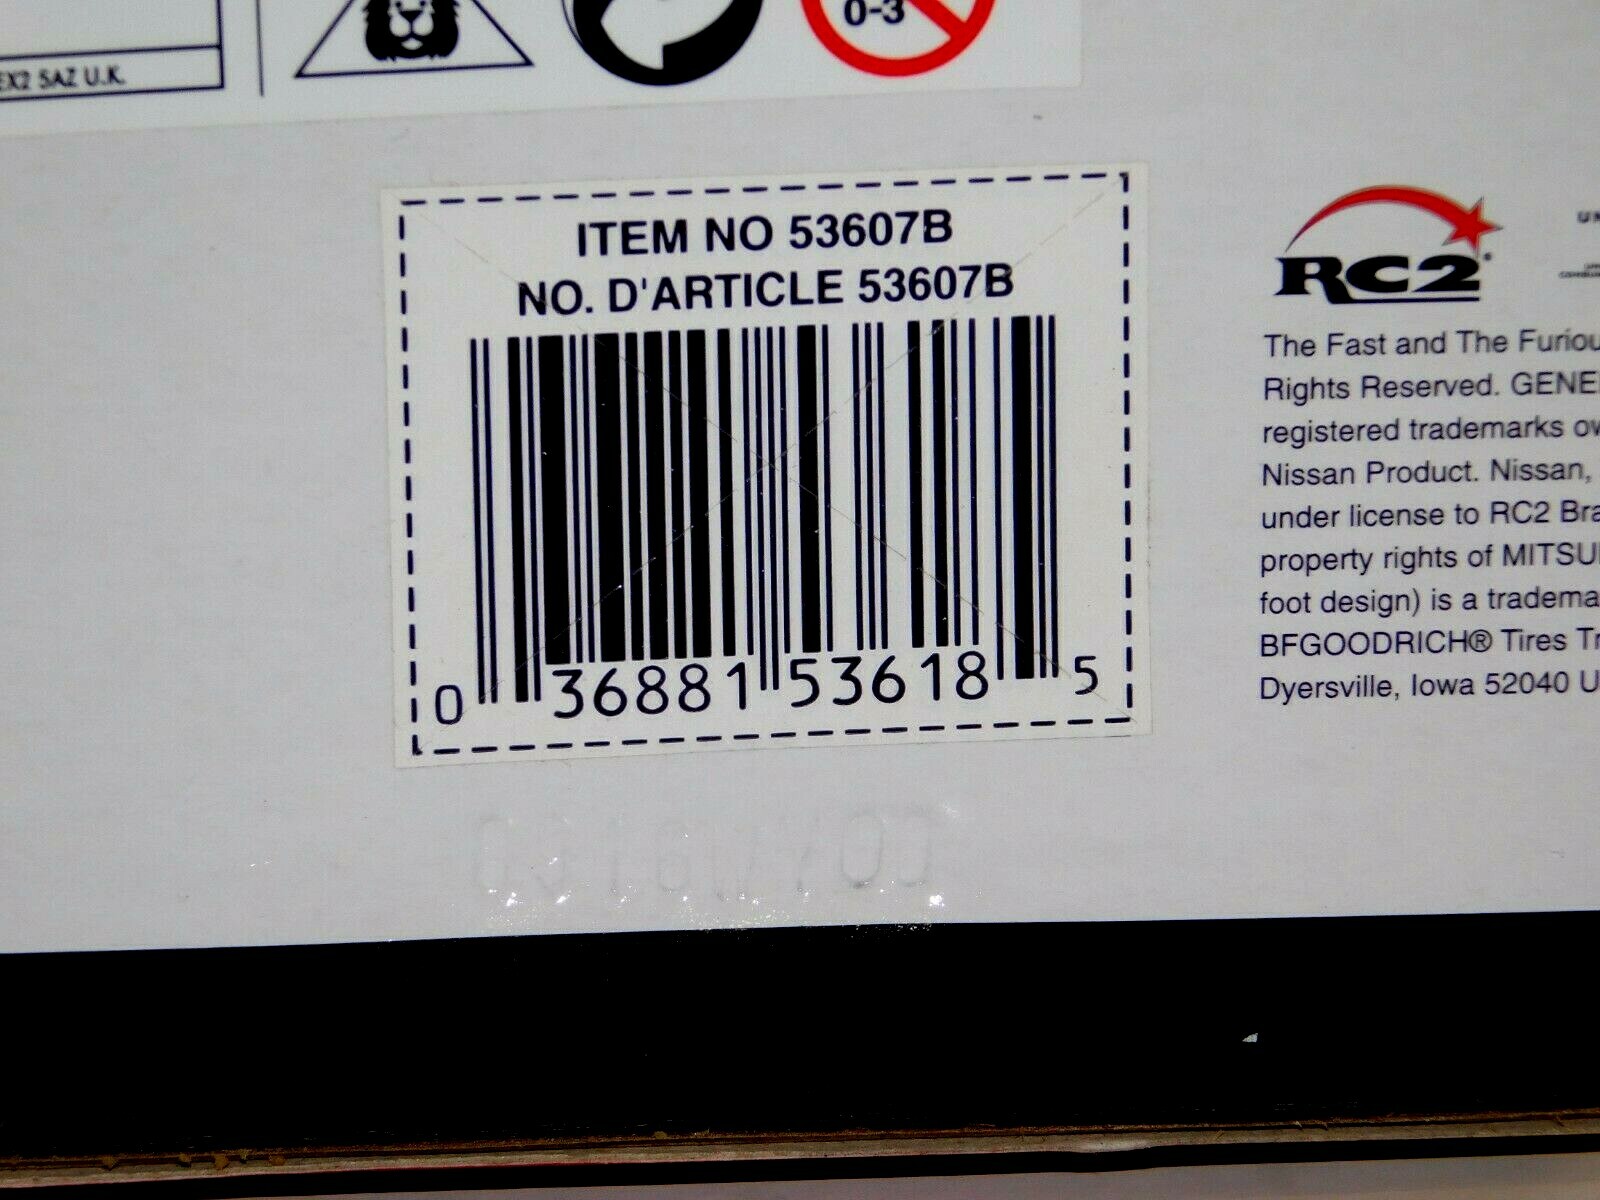 EX2 5AZ U.K.
0-3
ITEM NO 53607B
NO. D'ARTICLE 53607B
0 36881 53618 5
RC2
The Fast and The Furiou
Rights Reserved. GENE
registered trademarks ow
Nissan Product. Nissan,
under license to RC2 Bra
property rights of MITSU
foot design) is a tradema
BFGOODRICH® Tires Tr
Dyersville, Iowa 52040 U